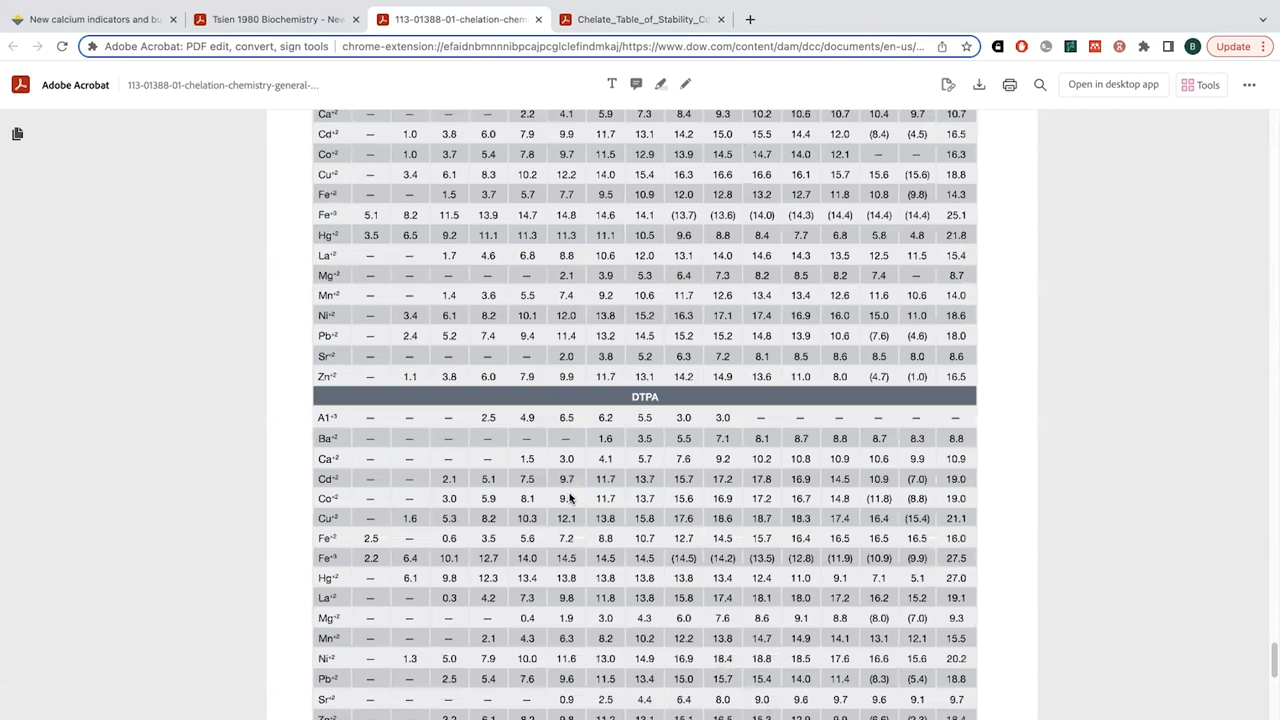 New calcium indicators and bu
Tsien 1980 Biochemistry - New
113-01388-01-chelation-chem
Chelate_Table_of_Stability_Co
Adobe Acrobat: PDF edit, convert, sign tools | chrome-extension://efaidnbmnnnibpcajpcglclefindmkaj/https://www.dow.com/content/dam/dcc/documents/en-us/... B Update
Adobe Acrobat 113-01388-01-chelation-chemistry-general-... Open in desktop app Tools
Ca+2 — — — — 2.2 4.1 5.9 7.3 8.4 9.3 10.2 10.6 10.7 10.4 9.7 10.7
Cd+2 — 1.0 3.8 6.0 7.9 9.9 11.7 13.1 14.2 15.0 15.5 14.4 12.0 (8.4) (4.5) 16.5
Co+2 — 1.0 3.7 5.4 7.8 9.7 11.5 12.9 13.9 14.5 14.7 14.0 12.1 — — 16.3
Cu+2 — 3.4 6.1 8.3 10.2 12.2 14.0 15.4 16.3 16.6 16.6 16.1 15.7 15.6 (15.6) 18.8
Fe+2 — — 1.5 3.7 5.7 7.7 9.5 10.9 12.0 12.8 13.2 12.7 11.8 10.8 (9.8) 14.3
Fe+3 5.1 8.2 11.5 13.9 14.7 14.8 14.6 14.1 (13.7) (13.6) (14.0) (14.3) (14.4) (14.4) (14.4) 25.1
Hg+2 3.5 6.5 9.2 11.1 11.3 11.3 11.1 10.5 9.6 8.8 8.4 7.7 6.8 5.8 4.8 21.8
La+2 — — 1.7 4.6 6.8 8.8 10.6 12.0 13.1 14.0 14.6 14.3 13.5 12.5 11.5 15.4
Mg+2 — — — — — 2.1 3.9 5.3 6.4 7.3 8.2 8.5 8.2 7.4 — 8.7
Mn+2 — — 1.4 3.6 5.5 7.4 9.2 10.6 11.7 12.6 13.4 13.4 12.6 11.6 10.6 14.0
Ni+2 — 3.4 6.1 8.2 10.1 12.0 13.8 15.2 16.3 17.1 17.4 16.9 16.0 15.0 11.0 18.6
Pb+2 — 2.4 5.2 7.4 9.4 11.4 13.2 14.5 15.2 15.2 14.8 13.9 10.6 (7.6) (4.6) 18.0
Sr+2 — — — — — 2.0 3.8 5.2 6.3 7.2 8.1 8.5 8.6 8.5 8.0 8.6
Zn+2 — 1.1 3.8 6.0 7.9 9.9 11.7 13.1 14.2 14.9 13.6 11.0 8.0 (4.7) (1.0) 16.5
DTPA
A1+3 — — — 2.5 4.9 6.5 6.2 5.5 3.0 3.0 — — — — — —
Ba+2 — — — — — — 1.6 3.5 5.5 7.1 8.1 8.7 8.8 8.7 8.3 8.8
Ca+2 — — — — 1.5 3.0 4.1 5.7 7.6 9.2 10.2 10.8 10.9 10.6 9.9 10.9
Cd+2 — — 2.1 5.1 7.5 9.7 11.7 13.7 15.7 17.2 17.8 16.9 14.5 10.9 (7.0) 19.0
Co+2 — — 3.0 5.9 8.1 11.7 13.7 15.6 16.9 17.2 16.7 14.8 (11.8) (8.8) 19.0
Cu+2 — 1.6 5.3 8.2 10.3 12.1 13.8 15.8 17.6 18.6 18.7 18.3 17.4 16.4 (15.4) 21.1
Fe+2 2.5 — 0.6 3.5 5.6 7.2 8.8 10.7 12.7 14.5 15.7 16.4 16.5 16.5 16.5 16.0
Fe+3 2.2 6.4 10.1 12.7 14.0 14.5 14.5 14.5 (14.5) (14.2) (13.5) (12.8) (11.9) (10.9) (9.9) 27.5
Hg+2 — 6.1 9.8 12.3 13.4 13.8 13.8 13.8 13.8 13.4 12.4 11.0 9.1 7.1 5.1 27.0
La+2 — — 0.3 4.2 7.3 9.8 11.8 13.8 15.8 17.4 18.1 18.0 17.2 16.2 15.2 19.1
Mg+2 — — — — 0.4 1.9 3.0 4.3 6.0 7.6 8.6 9.1 8.8 (8.0) (7.0) 9.3
Mn+2 — — 2.1 4.3 6.3 8.2 10.2 12.2 13.8 14.7 14.9 14.1 13.1 12.1 15.5
Ni+2 — 1.3 5.0 7.9 10.0 11.6 13.0 14.9 16.9 18.4 18.8 18.5 17.6 16.6 15.6 20.2
Pb+2 — — 2.5 5.4 7.6 9.6 11.5 13.4 15.0 15.7 15.4 14.0 11.4 (8.3) (5.4) 18.8
Sr+2 — — — — — 0.9 2.5 4.4 6.4 8.0 9.0 9.6 9.7 9.6 9.1 9.7